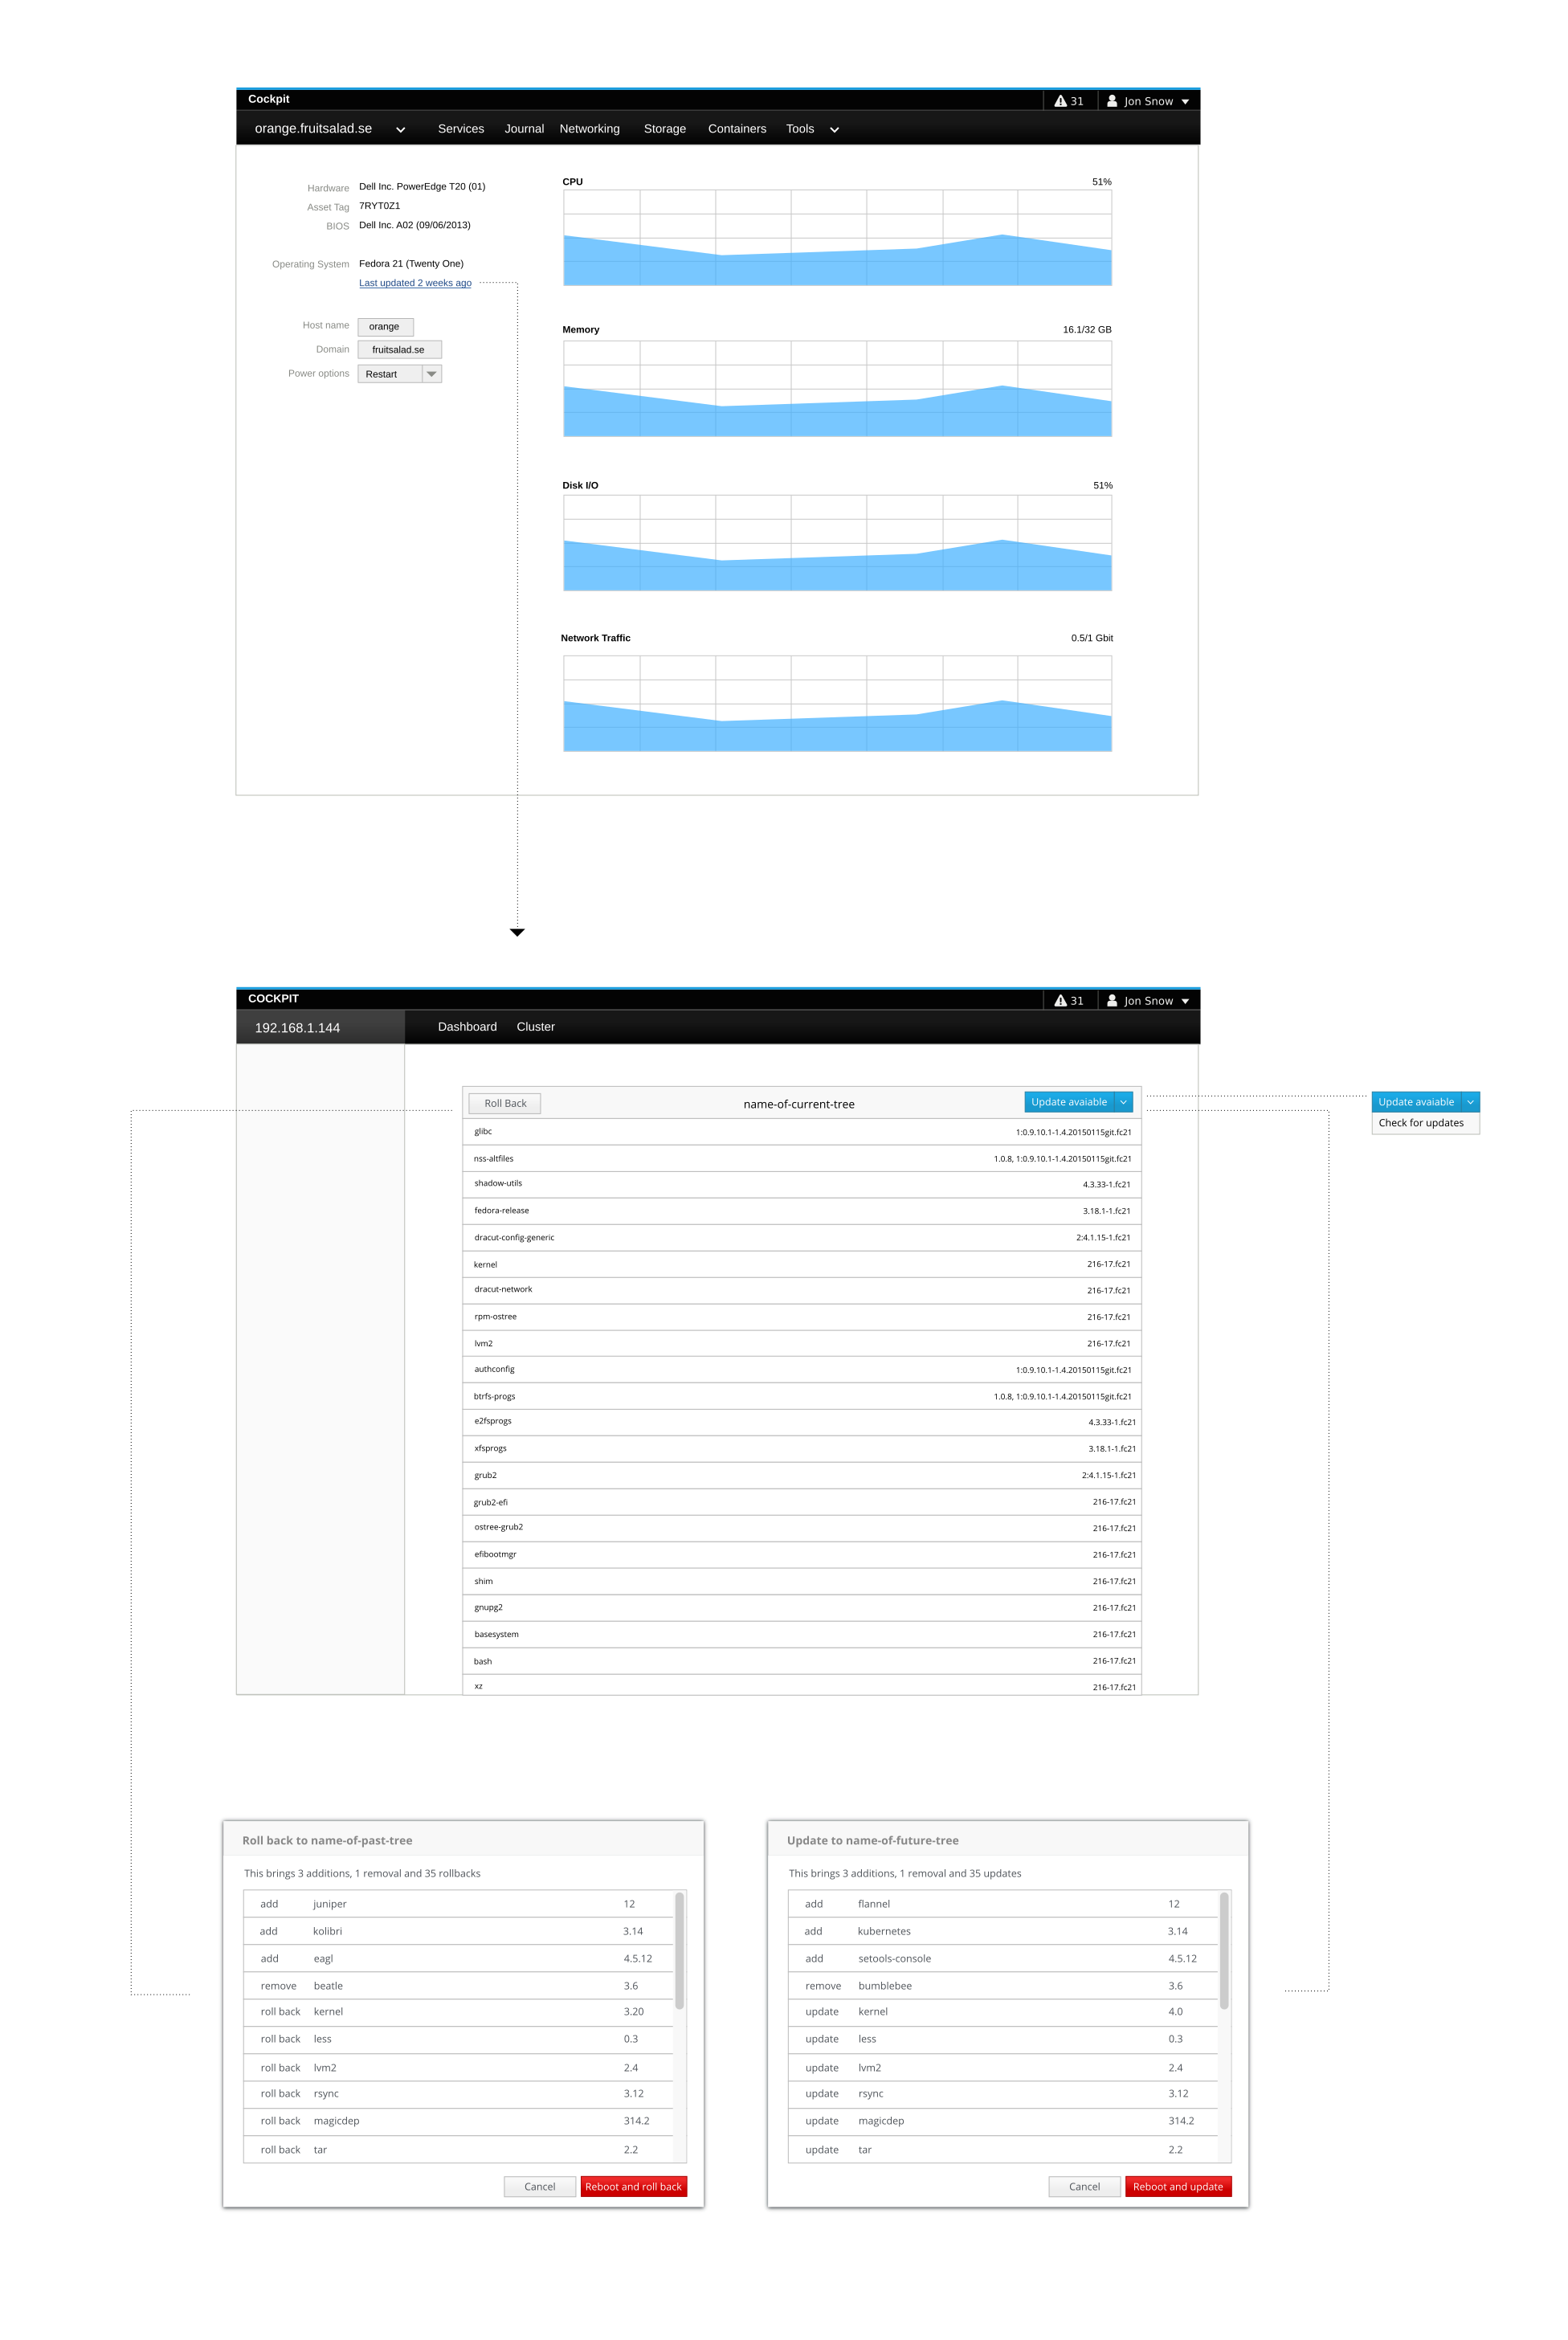 Cockpit 31 Jon Snow
orange.fruitsalad.se Services Journal Networking Storage Containers Tools
Hardware Dell Inc. PowerEdge T20 (01)
Asset Tag 7RYT0Z1
BIOS Dell Inc. A02 (09/06/2013)
Operating System Fedora 21 (Twenty One)
Last updated 2 weeks ago
Host name orange
Domain fruitsalad.se
Power options Restart
CPU 51%
Memory 16.1/32 GB
Disk I/O 51%
Network Traffic 0.5/1 Gbit
COCKPIT 31 Jon Snow
192.168.1.144 Dashboard Cluster
Roll Back name-of-current-tree Update avaiable
glibc 1:0.9.10.1-1.4.20150115git.fc21
nss-altfiles 1.0.8, 1:0.9.10.1-1.4.20150115git.fc21
shadow-utils 4.3.33-1.fc21
fedora-release 3.18.1-1.fc21
dracut-config-generic 2:4.1.15-1.fc21
kernel 216-17.fc21
dracut-network 216-17.fc21
rpm-ostree 216-17.fc21
lvm2 216-17.fc21
authconfig 1:0.9.10.1-1.4.20150115git.fc21
btrfs-progs 1.0.8, 1:0.9.10.1-1.4.20150115git.fc21
e2fsprogs 4.3.33-1.fc21
xfsprogs 3.18.1-1.fc21
grub2 2:4.1.15-1.fc21
grub2-efi 216-17.fc21
ostree-grub2 216-17.fc21
efibootmgr 216-17.fc21
shim 216-17.fc21
gnupg2 216-17.fc21
basesystem 216-17.fc21
bash 216-17.fc21
xz 216-17.fc21
Update avaiable
Check for updates
Roll back to name-of-past-tree
This brings 3 additions, 1 removal and 35 rollbacks
add juniper 12
add kolibri 3.14
add eagl 4.5.12
remove beatle 3.6
roll back kernel 3.20
roll back less 0.3
roll back lvm2 2.4
roll back rsync 3.12
roll back magicdep 314.2
roll back tar 2.2
Cancel Reboot and roll back
Update to name-of-future-tree
This brings 3 additions, 1 removal and 35 updates
add flannel 12
add kubernetes 3.14
add setools-console 4.5.12
remove bumblebee 3.6
update kernel 4.0
update less 0.3
update lvm2 2.4
update rsync 3.12
update magicdep 314.2
update tar 2.2
Cancel Reboot and update